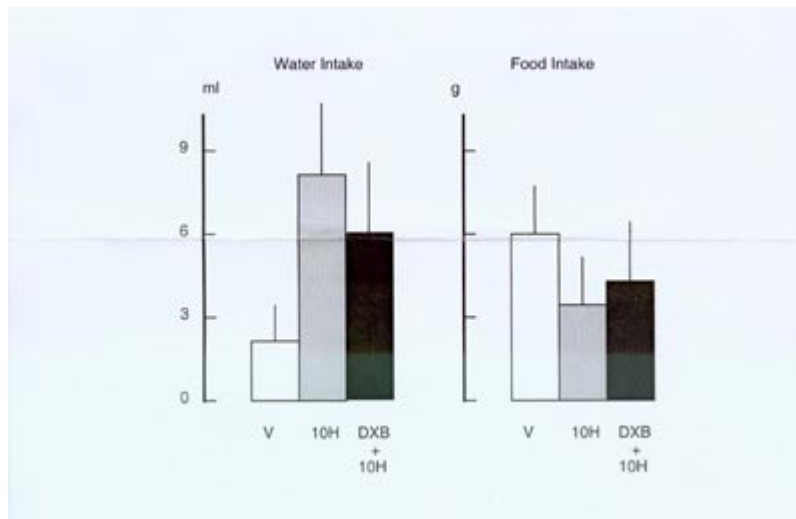 Water Intake
Food Intake
ml
g
9
6
3
0
V
10H
DXB
+
10H
V
10H
DXB
+
10H